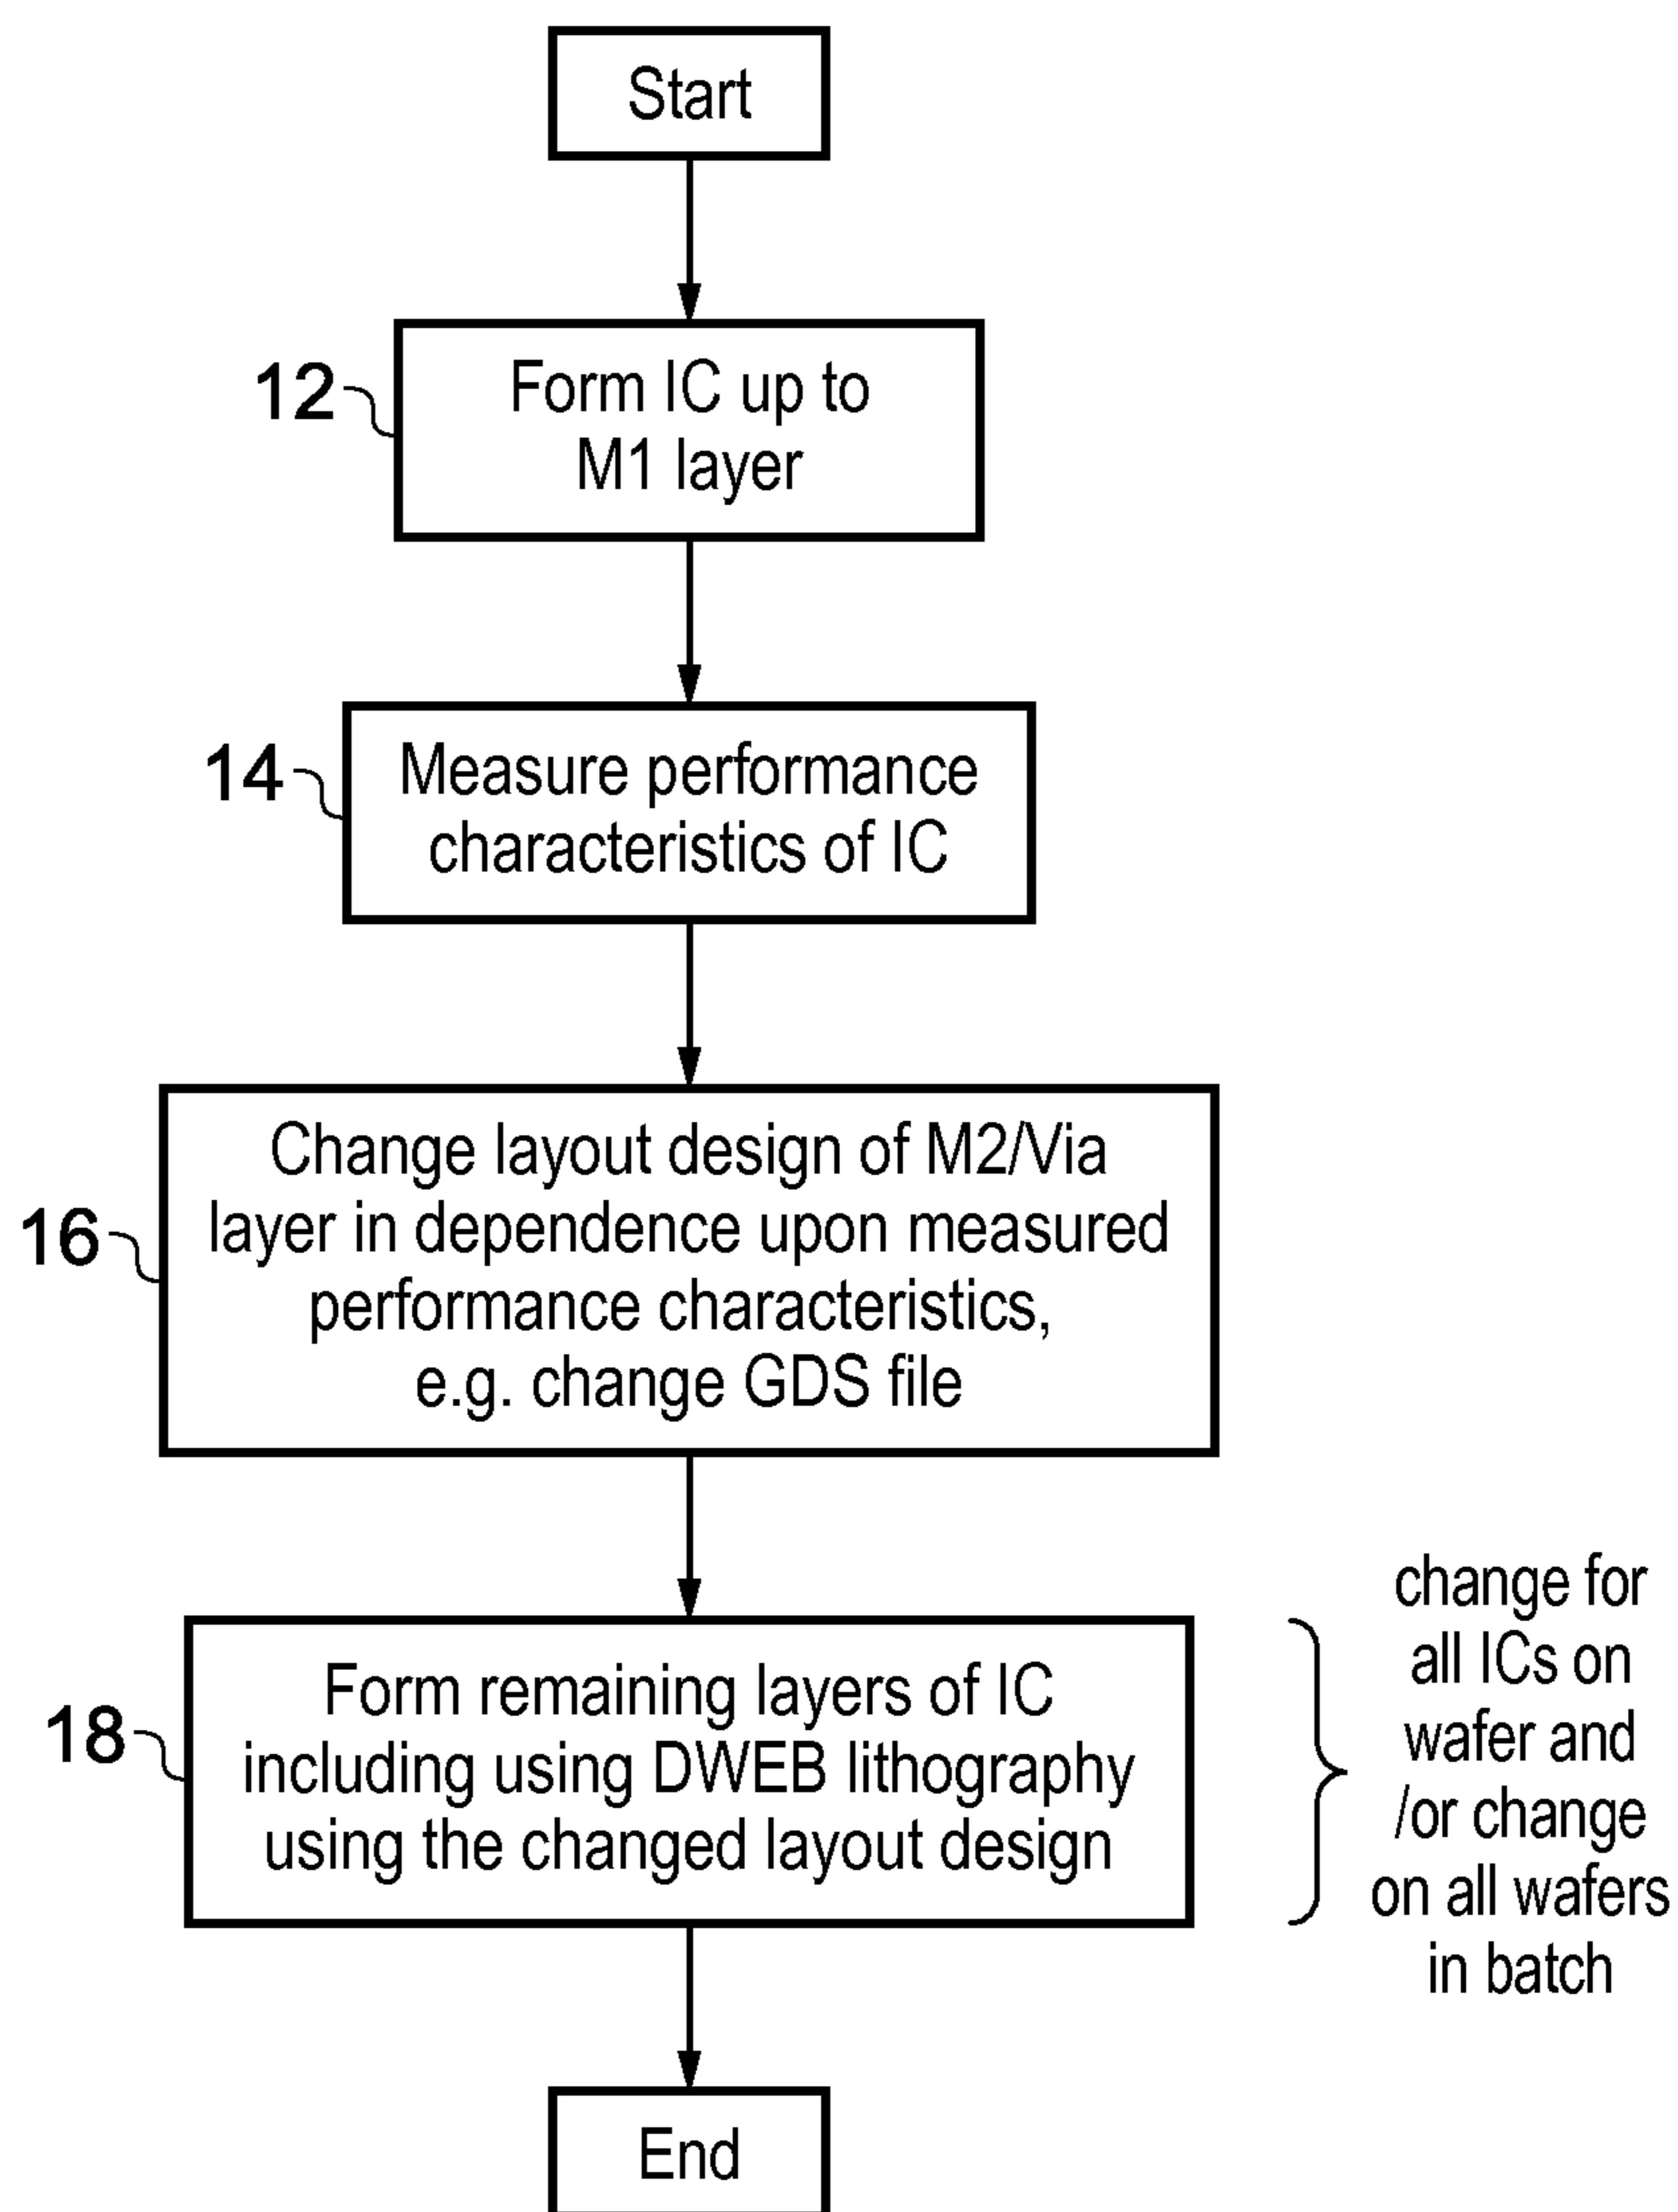 Start
12
Form IC up to
M1 layer
14
Measure performance
characteristics of IC
16
Change layout design of M2/Via
layer in dependence upon measured
performance characteristics,
e.g. change GDS file
18
Form remaining layers of IC
including using DWEB lithography
using the changed layout design
change for
all ICs on
wafer and
/or change
on all wafers
in batch
End